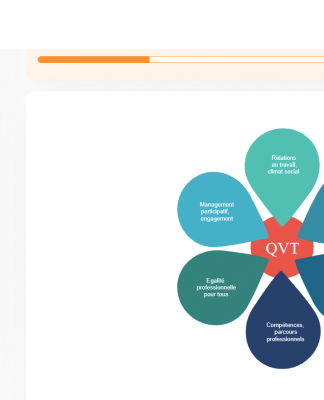 Relations
au travail,
climat social
Management
participatif,
engagement
QVT
Egalité
professionnelle
pour tous
Compétences,
parcours
professionnels